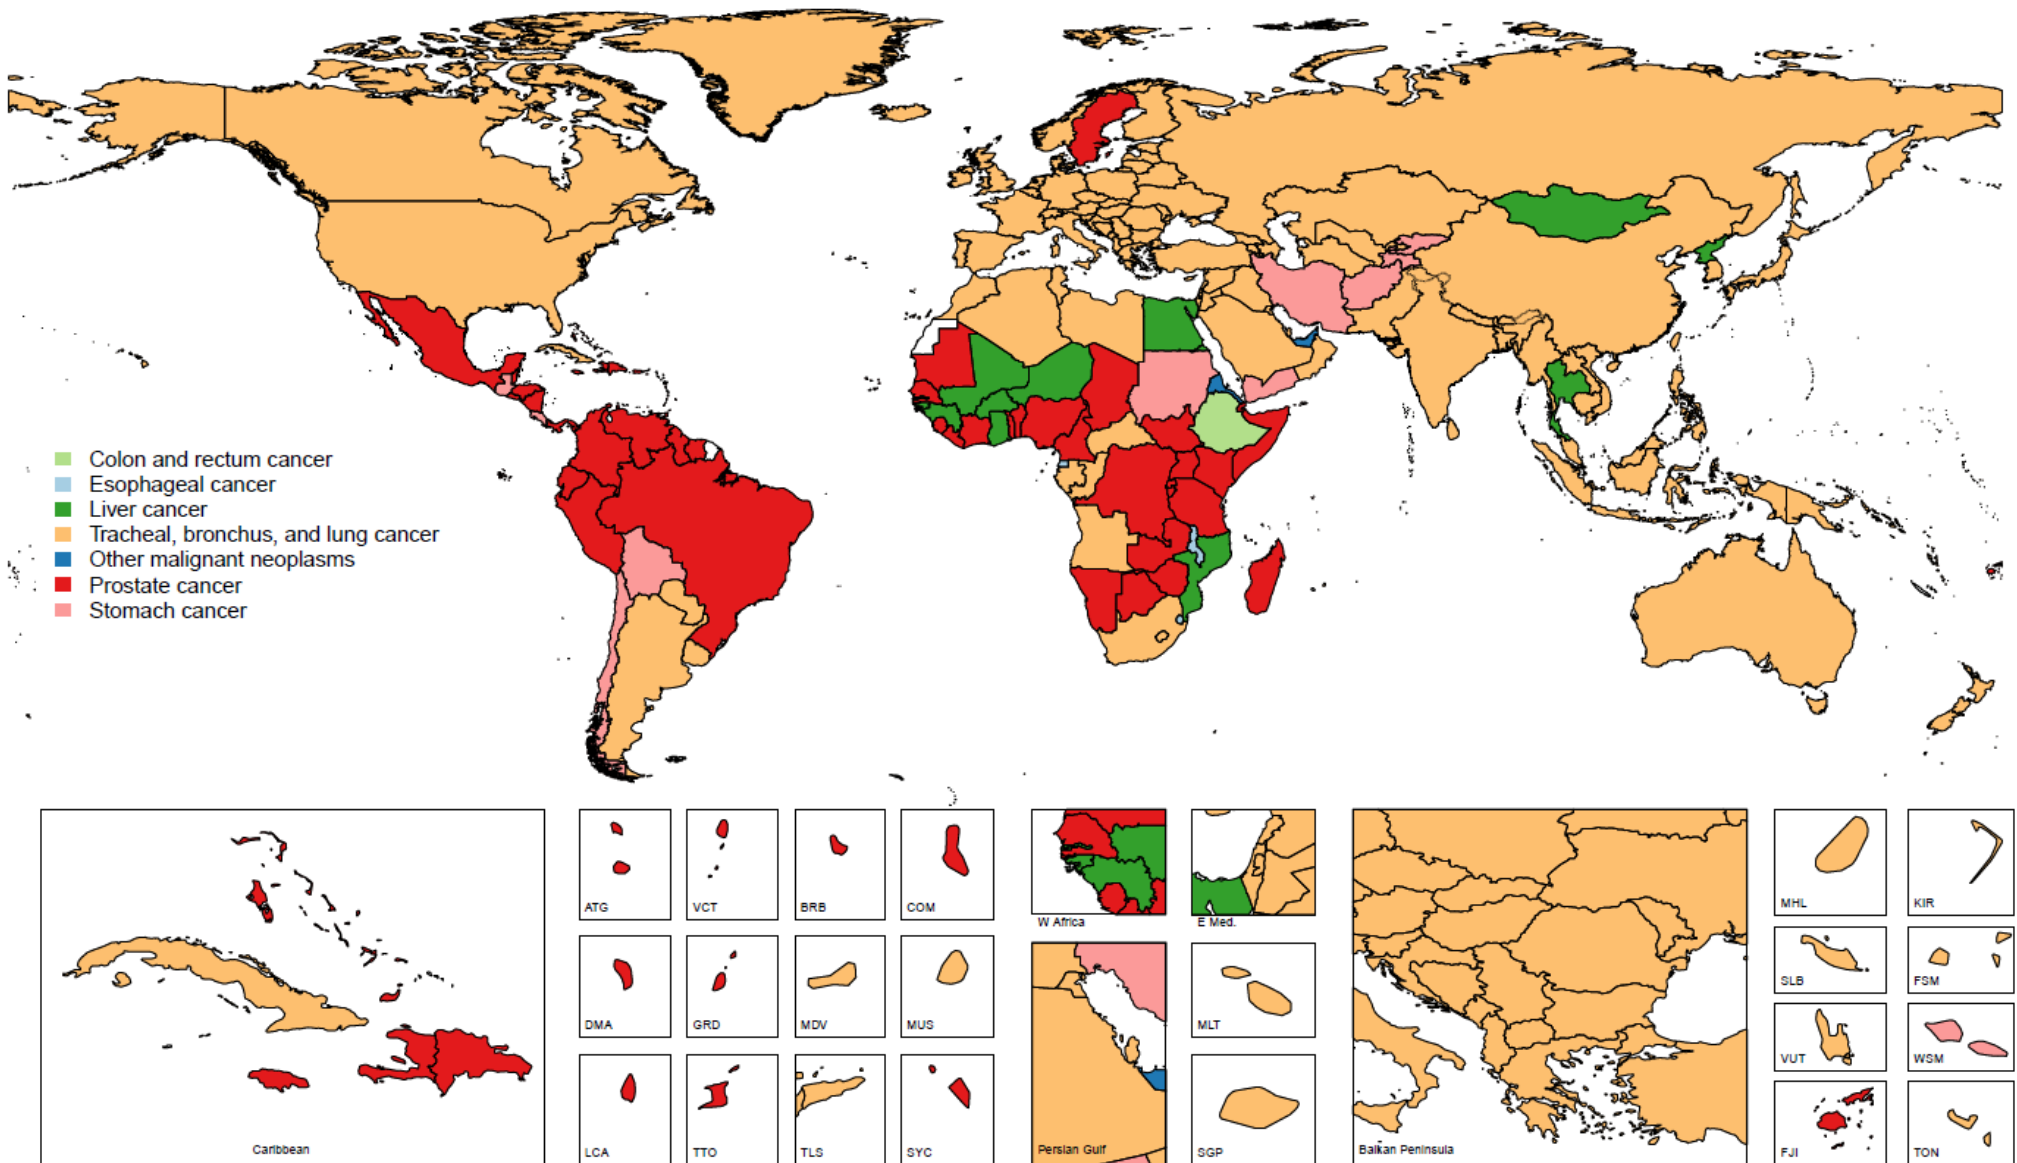 Colon and rectum cancer
Esophageal cancer
Liver cancer
Tracheal, bronchus, and lung cancer
Other malignant neoplasms
Prostate cancer
Stomach cancer
Caribbean
ATG
VCT
BRB
COM
DMA
GRD
MDV
MUS
LCA
TTO
TLS
SYC
W Africa
E Med.
Persian Gulf
MLT
SGP
Balkan Peninsula
MHL
KIR
SLB
FSM
VUT
WSM
FJI
TON